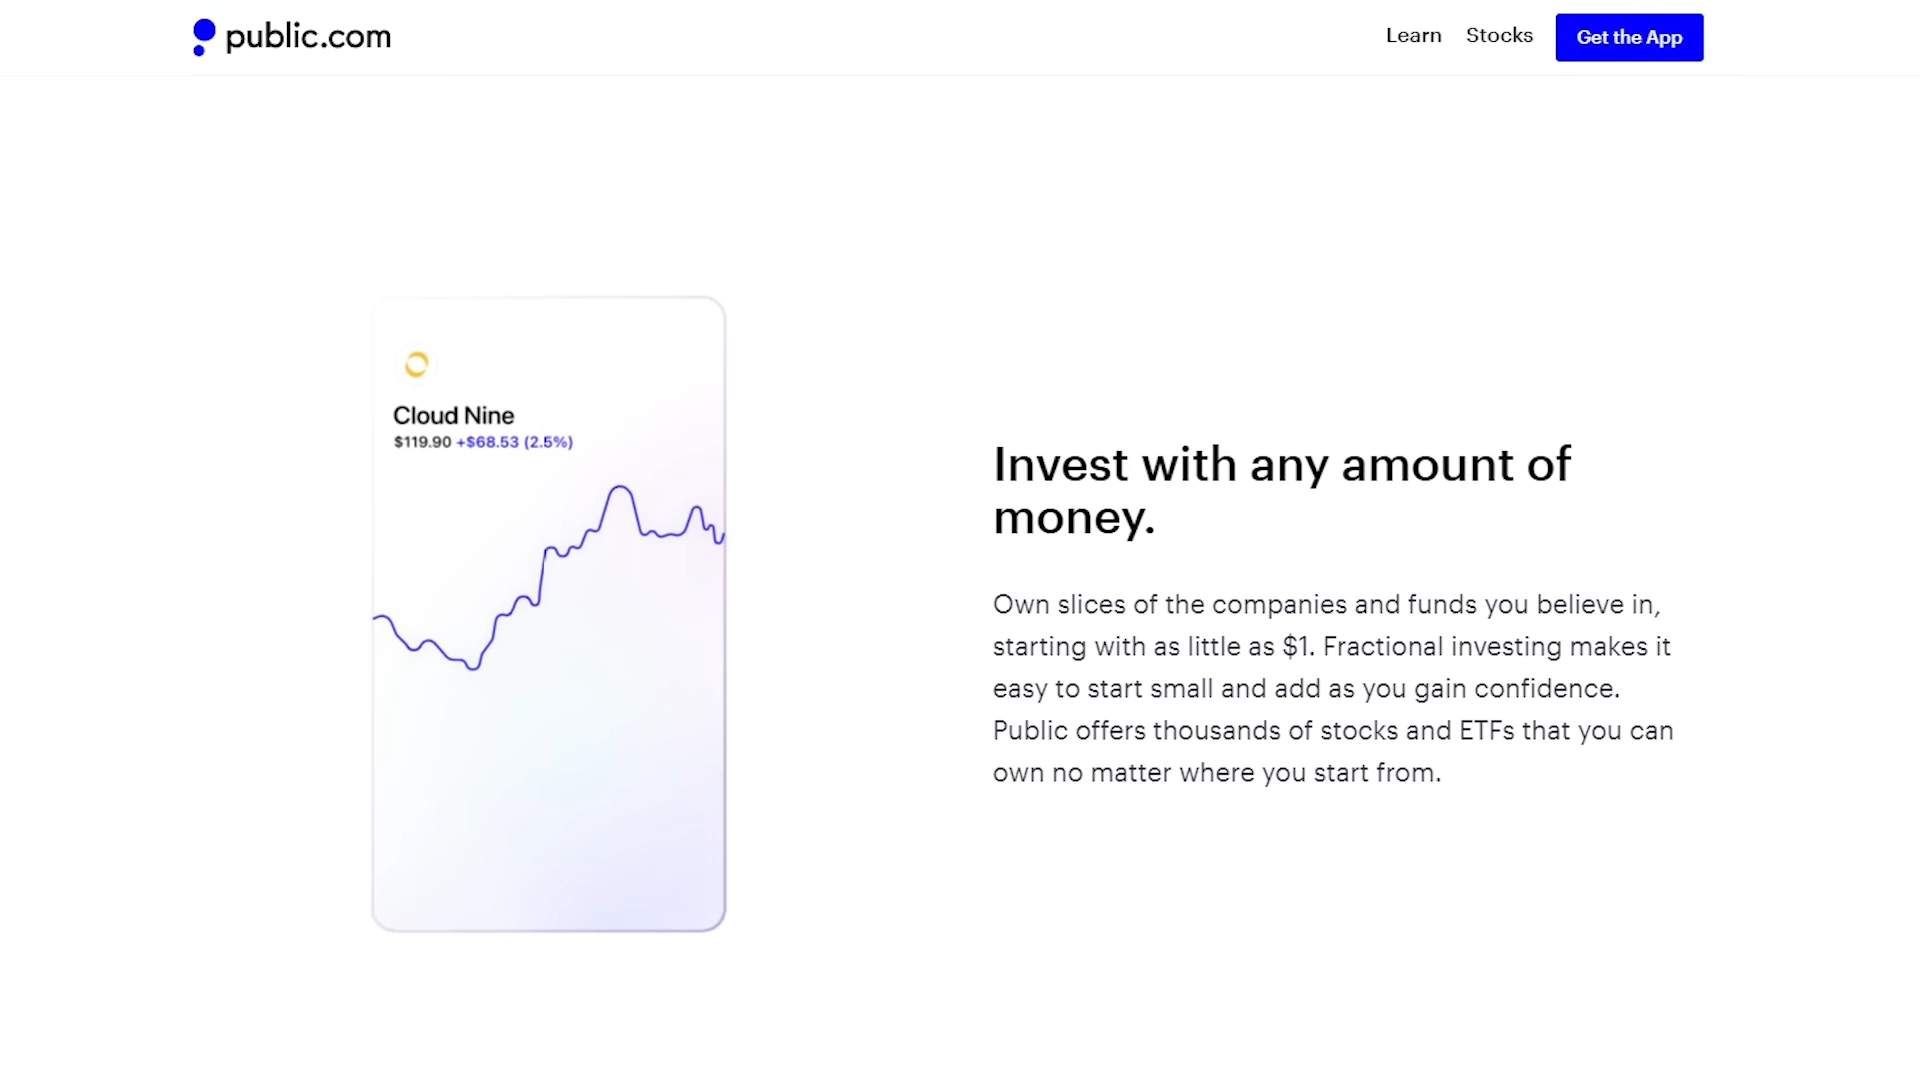 public.com
Learn
Stocks
Get the App
Cloud Nine
$119.90 +$68.53 (2.5%)
Invest with any amount of
money.
Own slices of the companies and funds you believe in,
starting with as little as $1. Fractional investing makes it
easy to start small and add as you gain confidence.
Public offers thousands of stocks and ETFs that you can
own no matter where you start from.